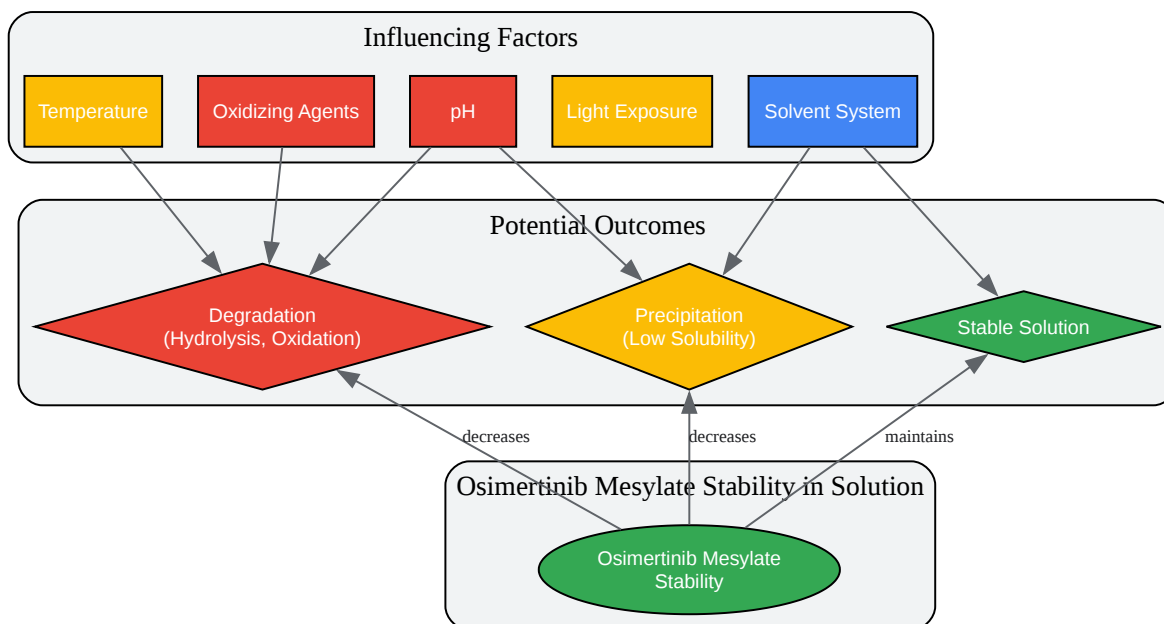 Influencing Factors
Temperature
Oxidizing Agents
pH
Light Exposure
Solvent System
Potential Outcomes
Degradation
(Hydrolysis, Oxidation)
Precipitation
(Low Solubility)
Stable Solution
decreases
decreases
maintains
Osimertinib Mesylate Stability in Solution
Osimertinib Mesylate
Stability